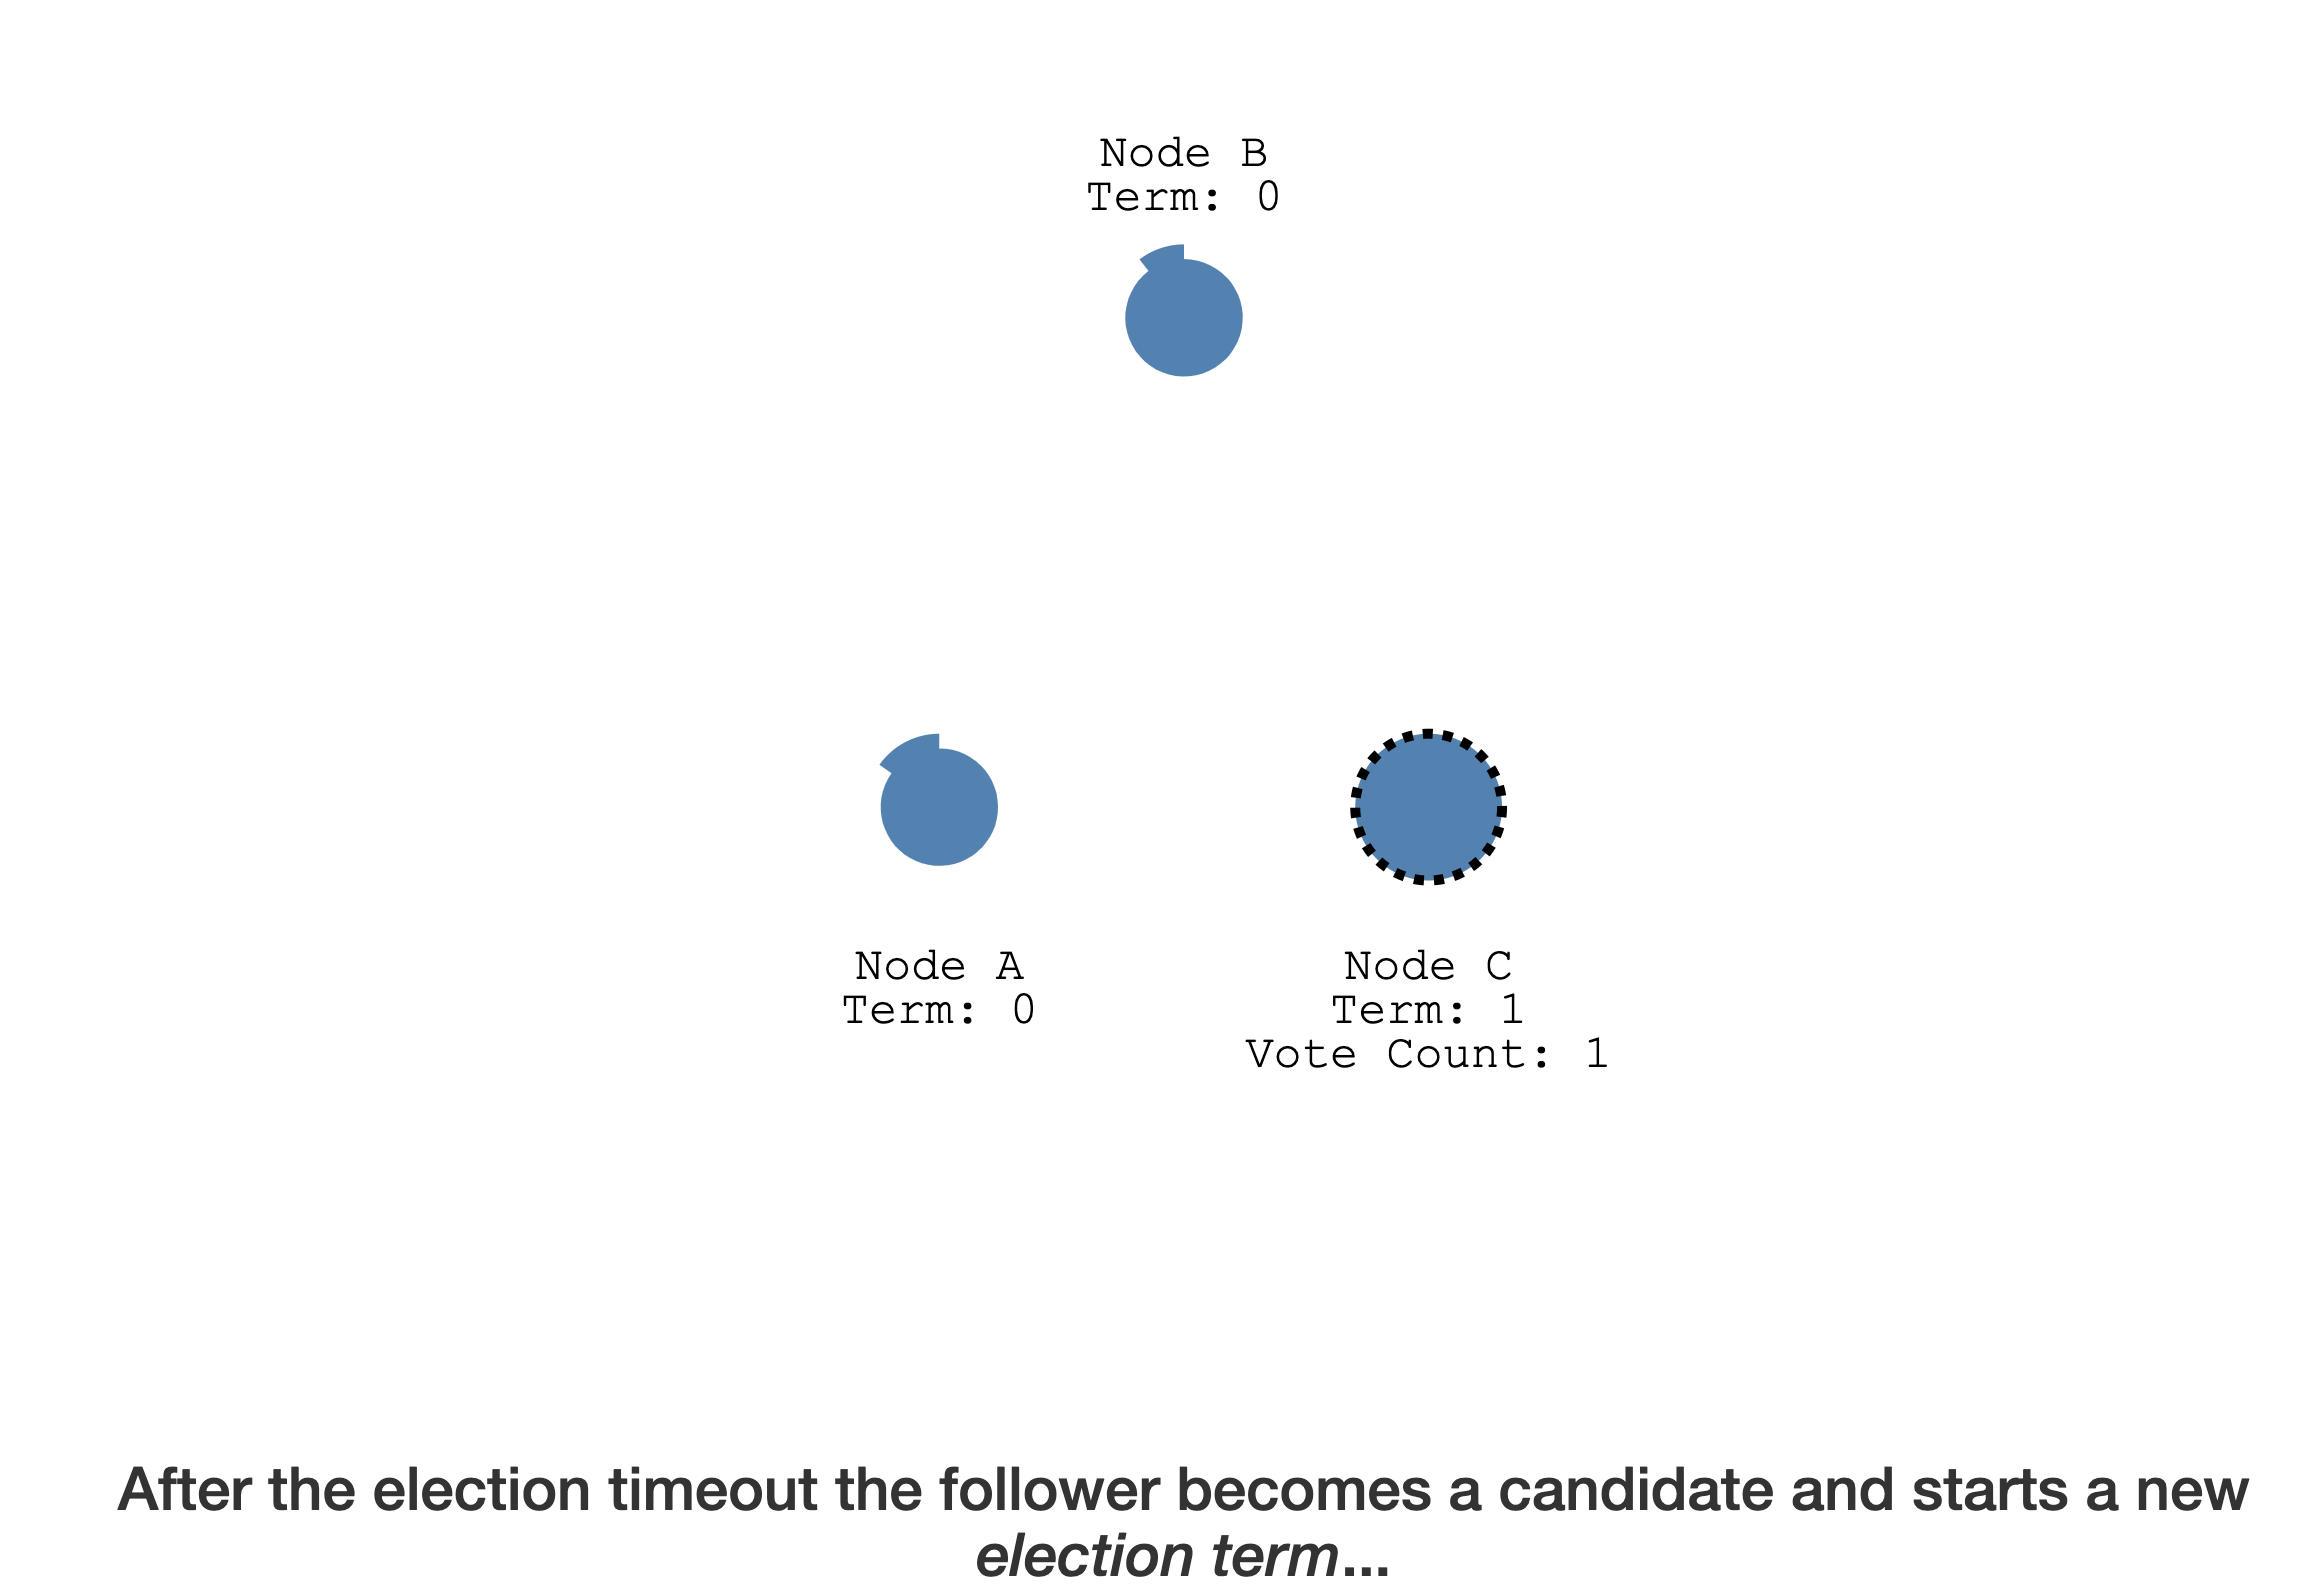 Node B
Term: 0
Node A
Term: 0
Node C
Term: 1
Vote Count: 1
After the election timeout the follower becomes a candidate and starts a new
election term...